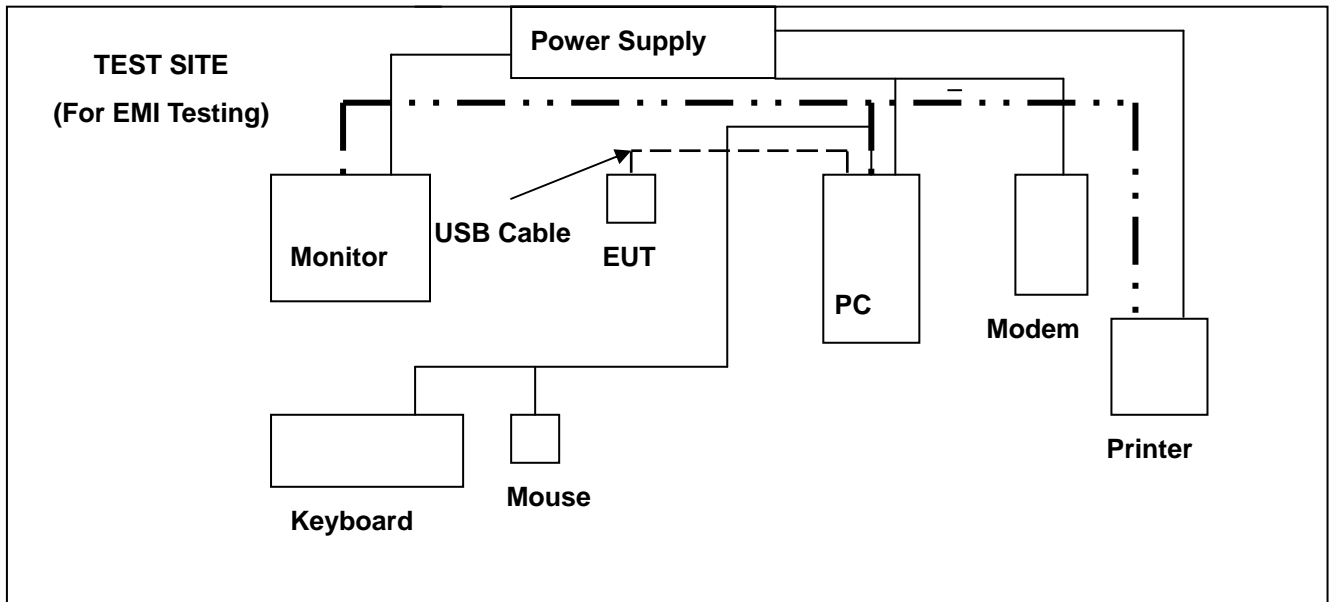 Power Supply
TEST SITE
(For EMI Testing)
USB Cable
Monitor
EUT
PC
Modem
Printer
Keyboard
Mouse